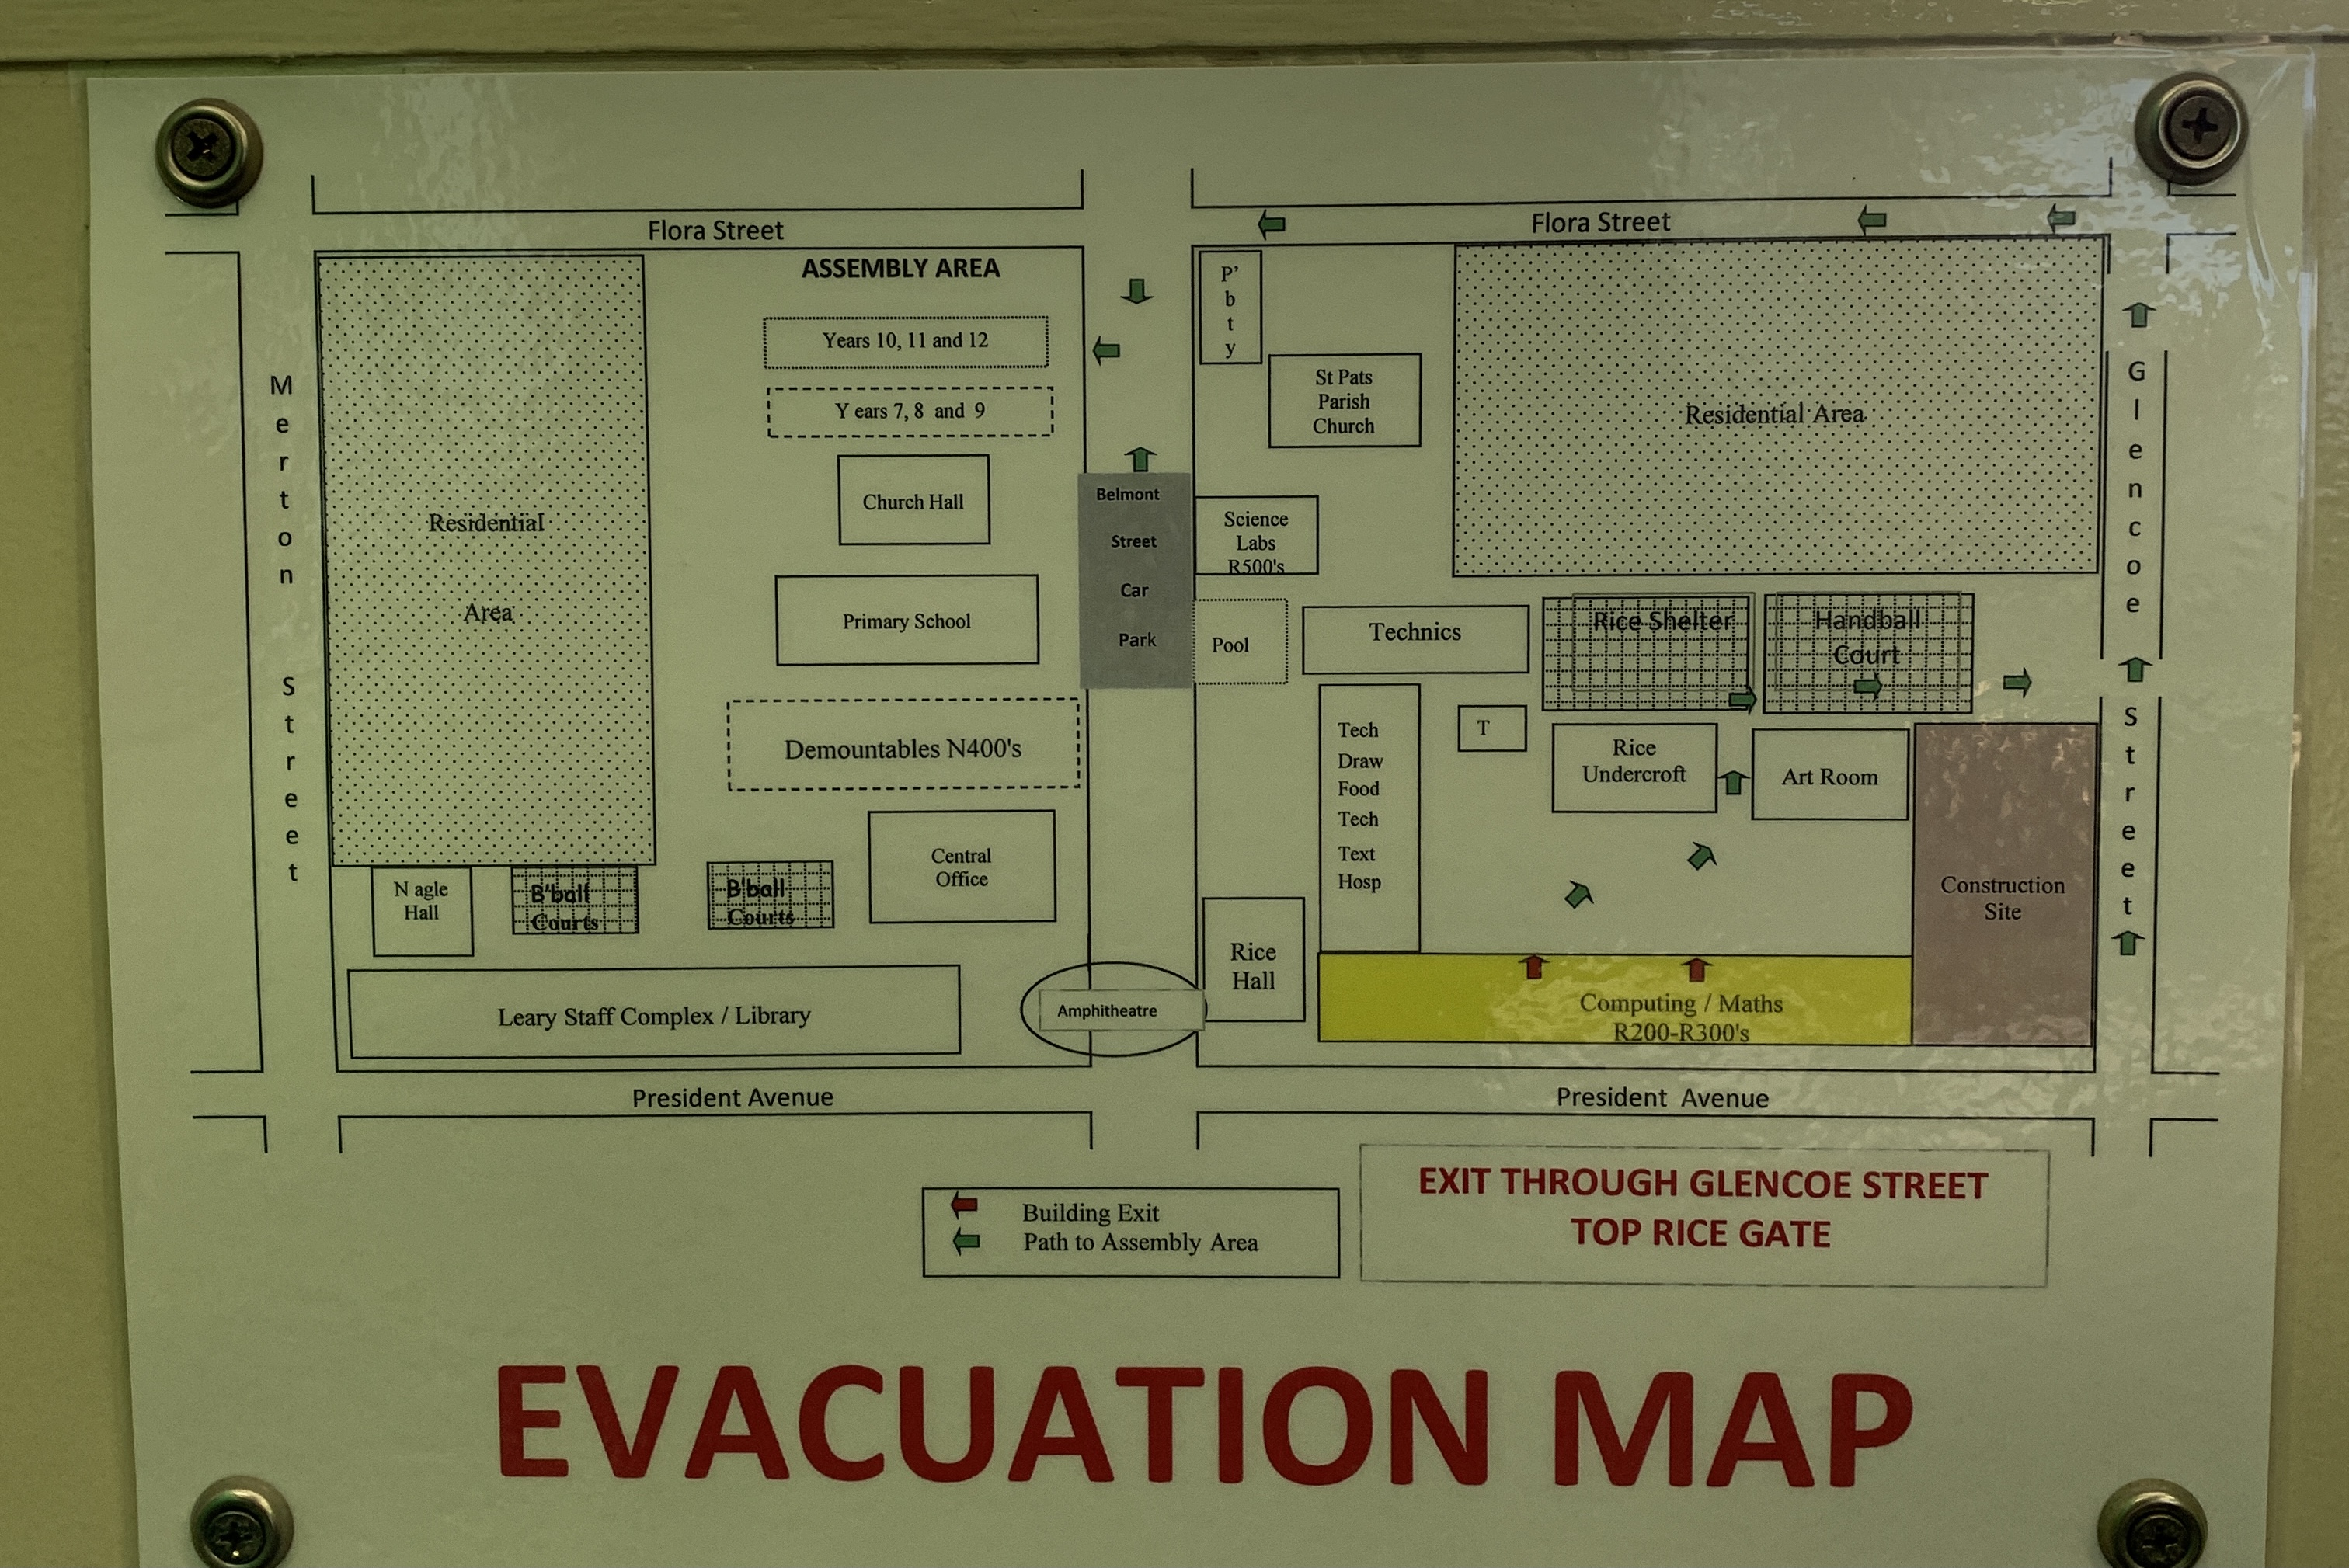 Flora Street
Flora Street
ASSEMBLY AREA
Years 10, 11 and 12
Y ears 7, 8 and 9
Church Hall
Primary School
Demountables N400's
Central
Office
Residential
Area
Merton Street
N agle
Hall
B'ball
Courts
B'ball
Courts
Leary Staff Complex / Library
Amphitheatre
Belmont
Street
Car
Park
P'
b
t
y
St Pats
Parish
Church
Science
Labs
R500's
Pool
Technics
Residential Area
Rice Shelter
Handball
Court
Glencoe Street
Tech
Draw
Food
Tech
Text
Hosp
T
Rice
Undercroft
Art Room
Construction
Site
Rice
Hall
Computing / Maths
R200-R300's
President Avenue
President Avenue
Building Exit
Path to Assembly Area
EXIT THROUGH GLENCOE STREET
TOP RICE GATE
EVACUATION MAP